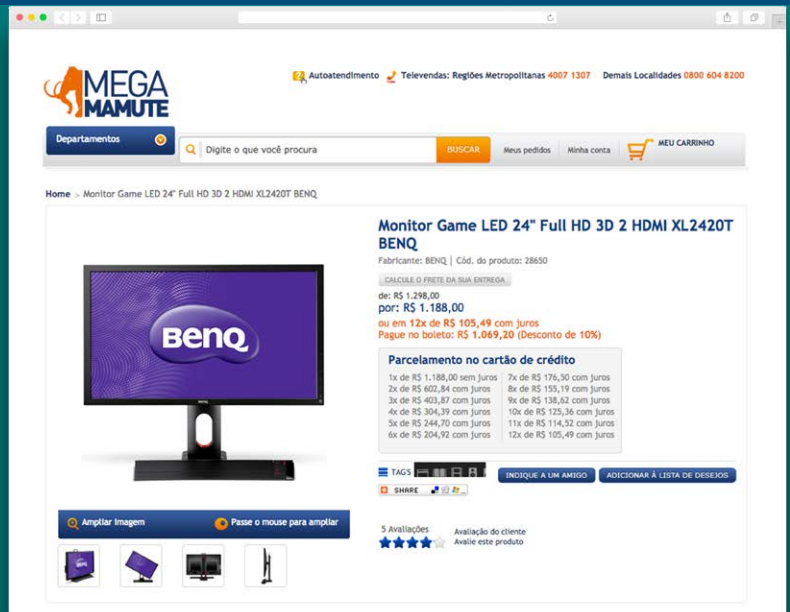 MEGA
MAMUTE
Autoatendimento Televendas: Regiões Metropolitanas 4007 1307 Demais Localidades 0800 604 8200
Departamentos
Digite o que você procura
BUSCAR
Meus pedidos
Minha conta
MEU CARRINHO
Home > Monitor Game LED 24" Full HD 3D 2 HDMI XL2420T BENQ
BenQ
Monitor Game LED 24" Full HD 3D 2 HDMI XL2420T
BENQ
Fabricante: BENQ | Cód. do produto: 28650
CALCULE O FRETE DA SUA ENTREGA
de: R$ 1.298,00
por: R$ 1.188,00
ou em 12x de R$ 105,49 com juros
Pague no boleto: R$ 1.069,20 (Desconto de 10%)
Parcelamento no cartão de crédito
1x de R$ 1.188,00 sem juros 7x de R$ 176,50 com juros
2x de R$ 602,84 com juros 8x de R$ 155,19 com juros
3x de R$ 403,87 com juros 9x de R$ 138,62 com juros
4x de R$ 304,39 com juros 10x de R$ 125,36 com juros
5x de R$ 244,70 com juros 11x de R$ 114,52 com juros
6x de R$ 204,92 com juros 12x de R$ 105,49 com juros
TAGS
INDIQUE A UM AMIGO
ADICIONAR À LISTA DE DESEJOS
SHARE
Ampliar Imagem
Passe o mouse para ampliar
5 Avaliações
Avaliação do cliente
Avalie este produto